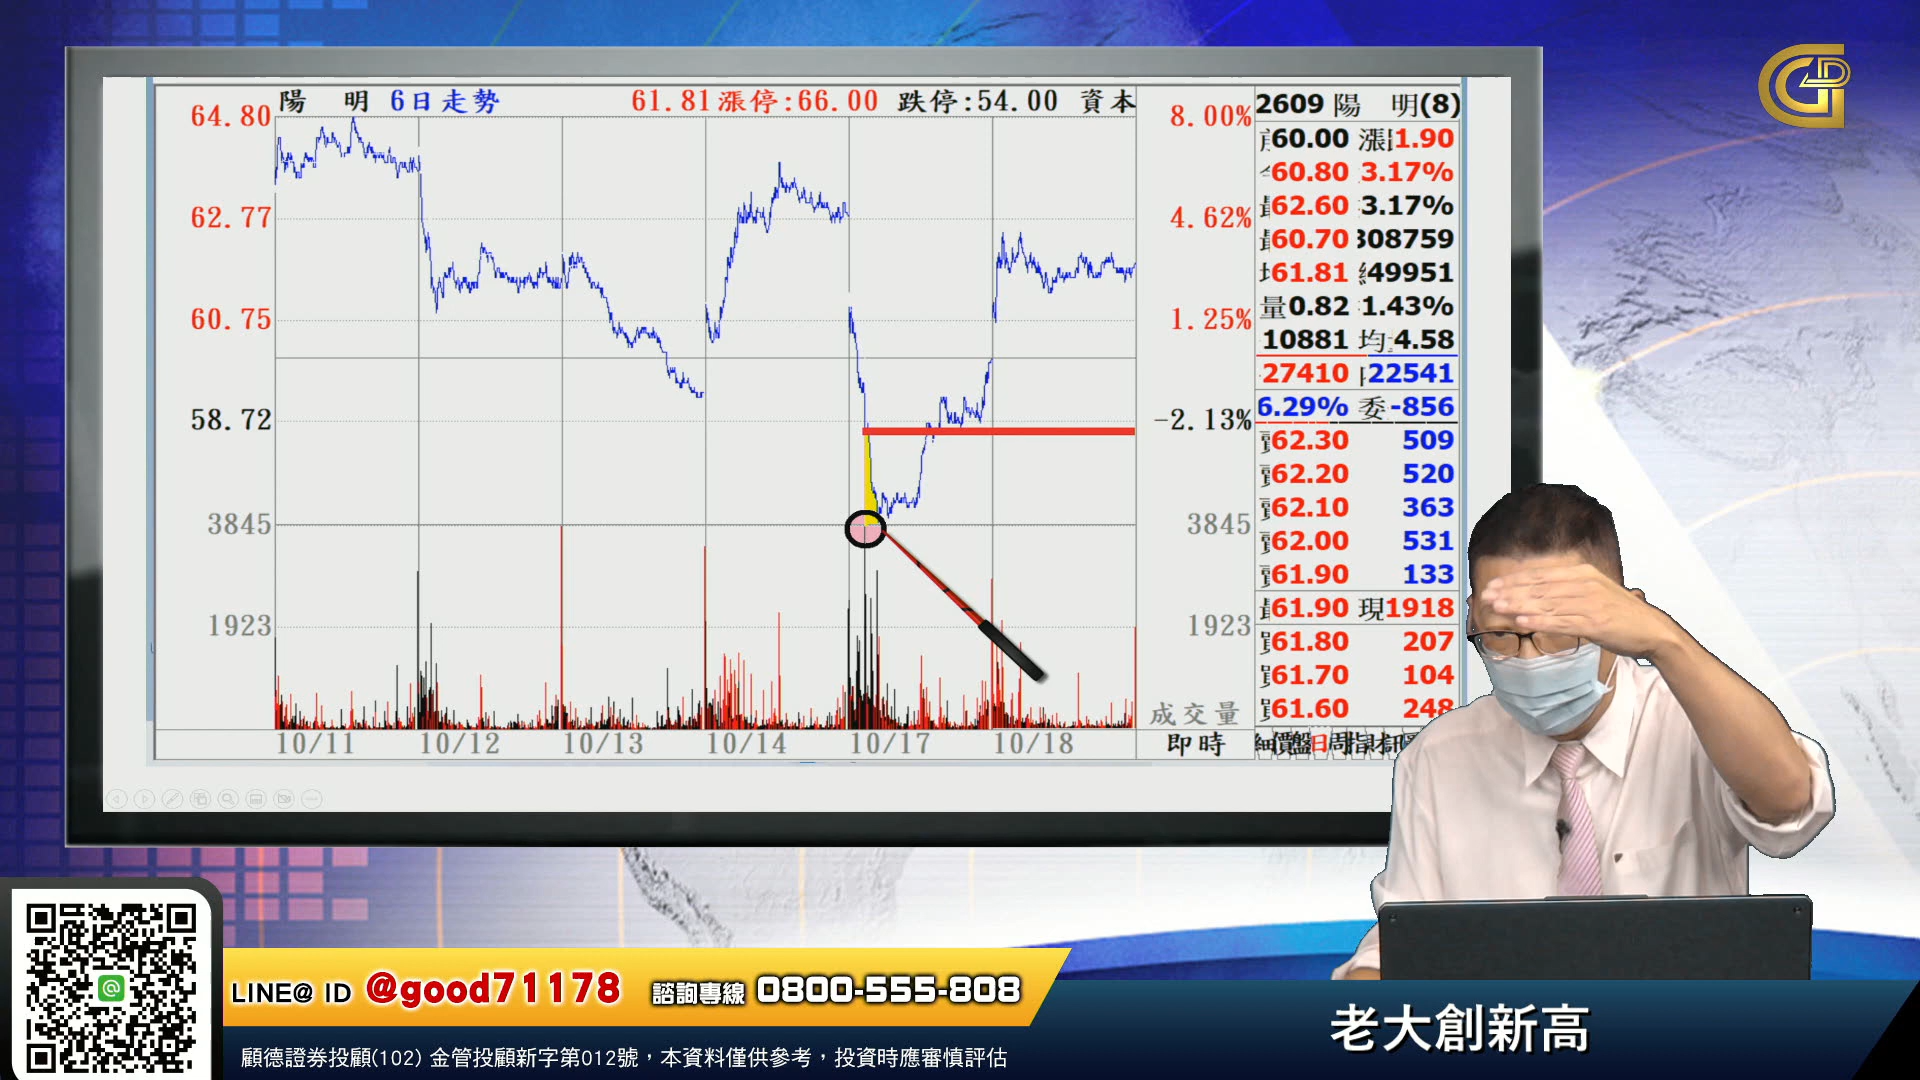 陽 明 6日走勢 61.81 漲停:66.00 跌停:54.00 資本
64.80
62.77
60.75
58.72
3845
1923
8.00%
4.62%
1.25%
-2.13%
3845
1923
成交量
10/11 10/12 10/13 10/14 10/17 10/18 即時
2609 陽 明(8)
60.00 漲 1.90
60.80 3.17%
62.60 3.17%
60.70 308759
61.81 49951
量0.82 1.43%
10881 均 4.58
27410 22541
6.29% 委-856
62.30 509
62.20 520
62.10 363
62.00 531
61.90 133
61.90 現1918
61.80 207
61.70 104
61.60 248
LINE@ ID @good71178 諮詢專線 0800-555-808
顧德證券投顧(102) 金管投顧新字第012號，本資料僅供參考，投資時應審慎評估
老大創新高